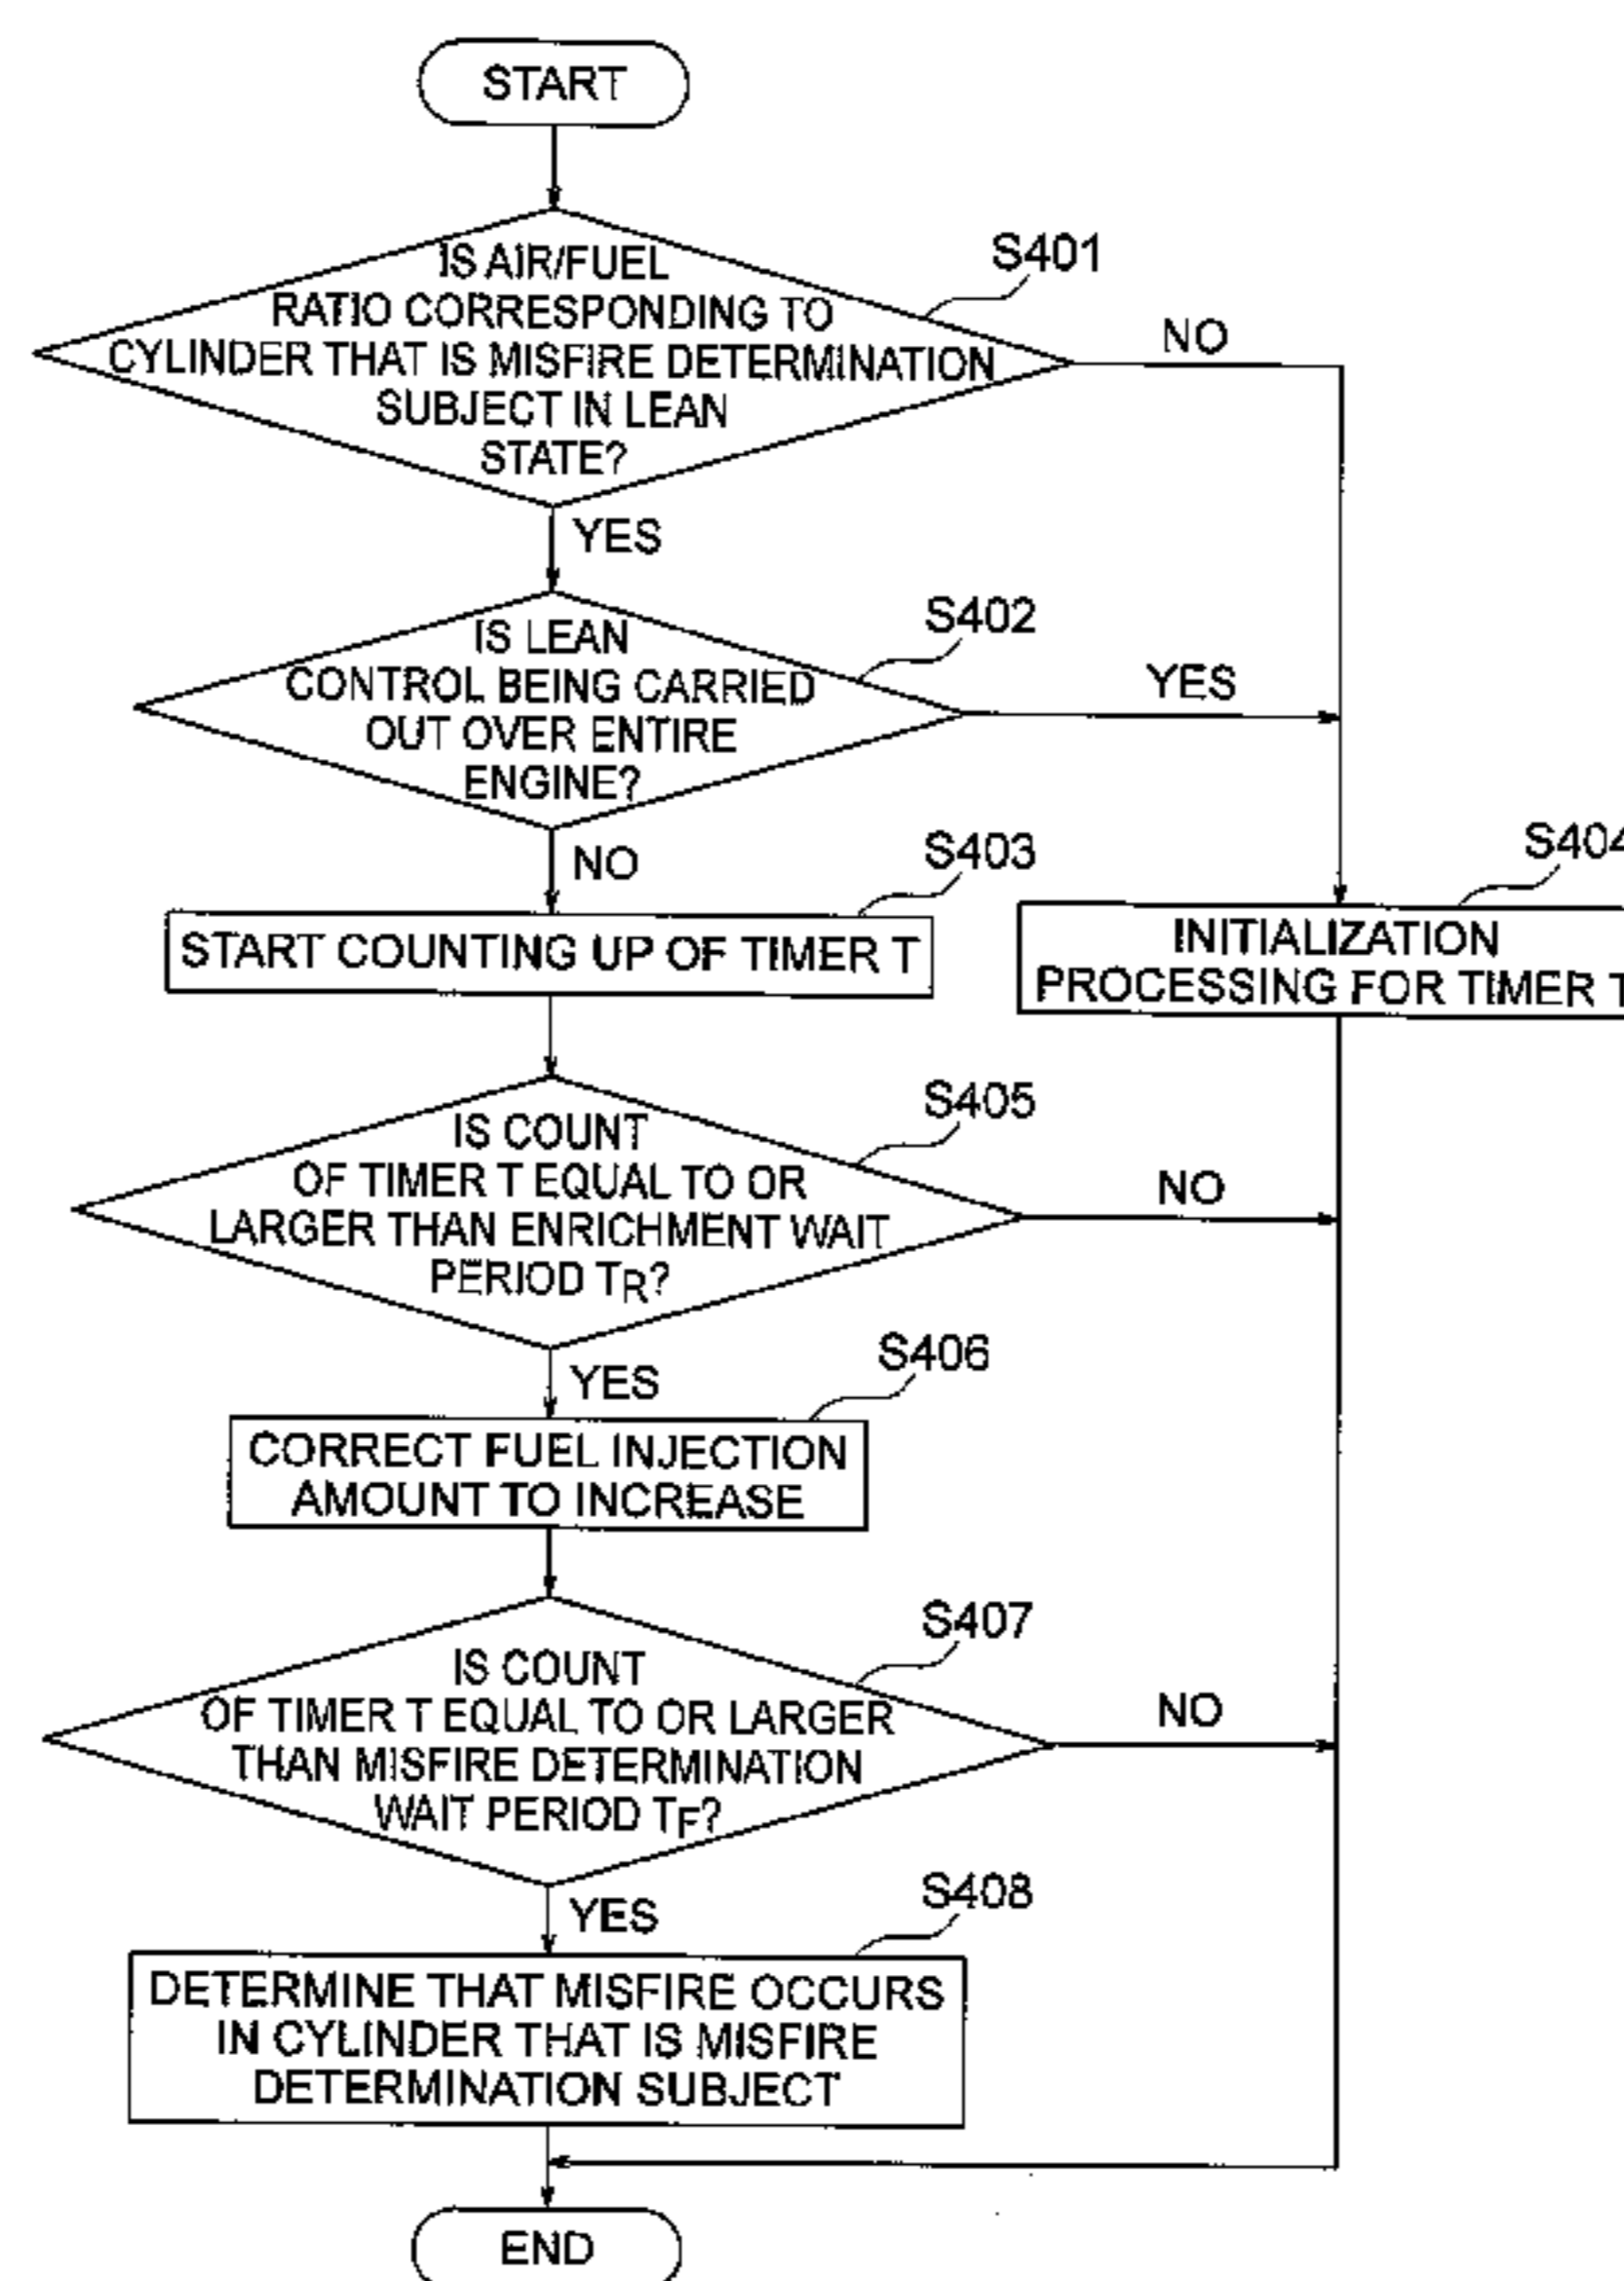 START
IS AIR/FUEL
RATIO CORRESPONDING TO
CYLINDER THAT IS MISFIRE DETERMINATION
SUBJECT IN LEAN
STATE?
S401
NO
YES
IS LEAN
CONTROL BEING CARRIED
OUT OVER ENTIRE
ENGINE?
S402
YES
NO
S403
START COUNTING UP OF TIMER T
S404
INITIALIZATION
PROCESSING FOR TIMER T
IS COUNT
OF TIMER T EQUAL TO OR
LARGER THAN ENRICHMENT WAIT
PERIOD TR?
S405
NO
YES
S406
CORRECT FUEL INJECTION
AMOUNT TO INCREASE
IS COUNT
OF TIMER T EQUAL TO OR LARGER
THAN MISFIRE DETERMINATION
WAIT PERIOD TF?
S407
NO
YES
S408
DETERMINE THAT MISFIRE OCCURS
IN CYLINDER THAT IS MISFIRE
DETERMINATION SUBJECT
END